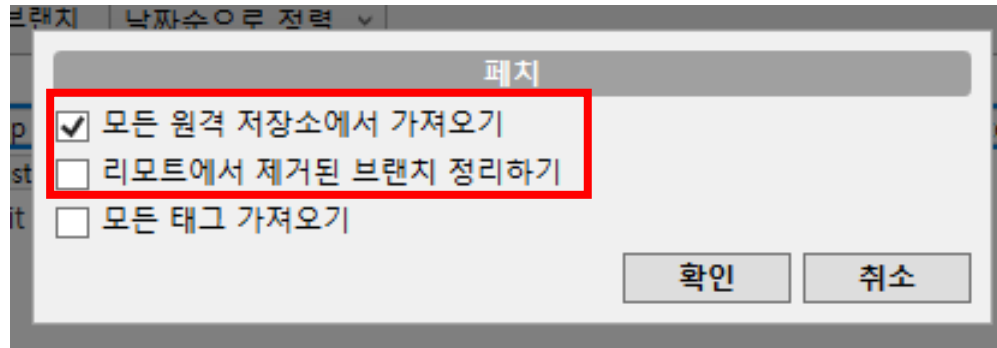 브랜치 날짜순으로 정렬
페치
모든 원격 저장소에서 가져오기
리모트에서 제거된 브랜치 정리하기
모든 태그 가져오기
확인 취소